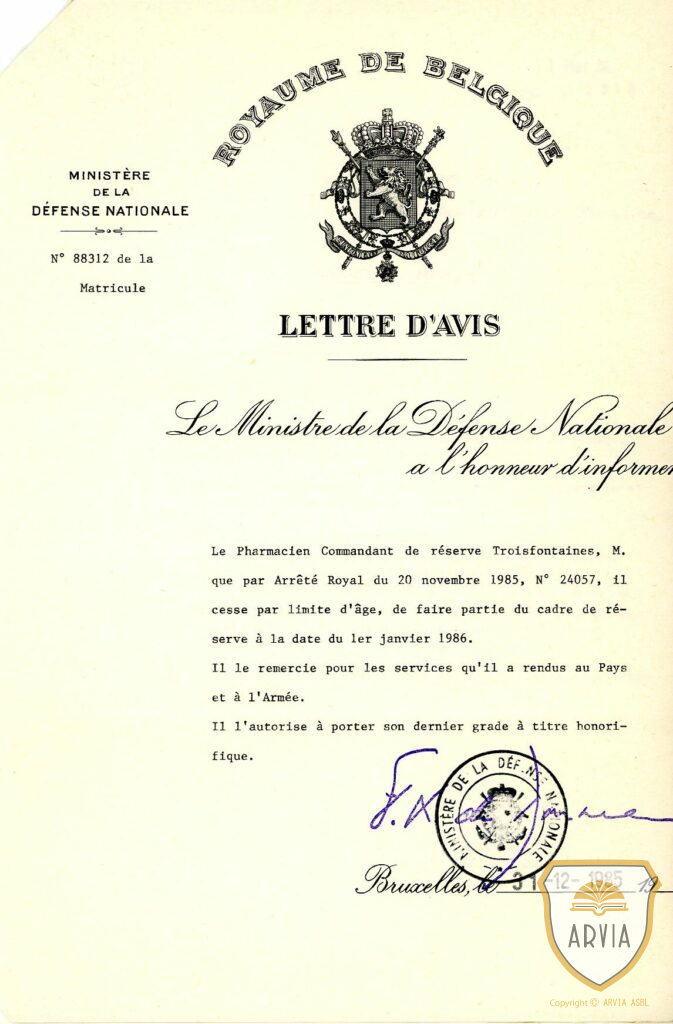 ROYAUME DE BELGIQUE
MINISTÈRE
DE LA
DÉFENSE NATIONALE
N° 88312 de la
Matricule
LETTRE D'AVIS
Le Ministre de la Défense Nationale
a l'honneur d'informer
Le Pharmacien Commandant de réserve Troisfontaines, M.
que par Arrêté Royal du 20 novembre 1985, N° 24057, il
cesse par limite d'âge, de faire partie du cadre de ré-
serve à la date du 1er janvier 1986.
Il le remercie pour les services qu'il a rendus au Pays
et à l'Armée.
Il l'autorise à porter son dernier grade à titre honori-
fique.
MINISTÈRE DE LA DÉFENSE NATIONALE
Bruxelles, le 31-12-1985 19
ARVIA
Copyright © ARVIA ASBL